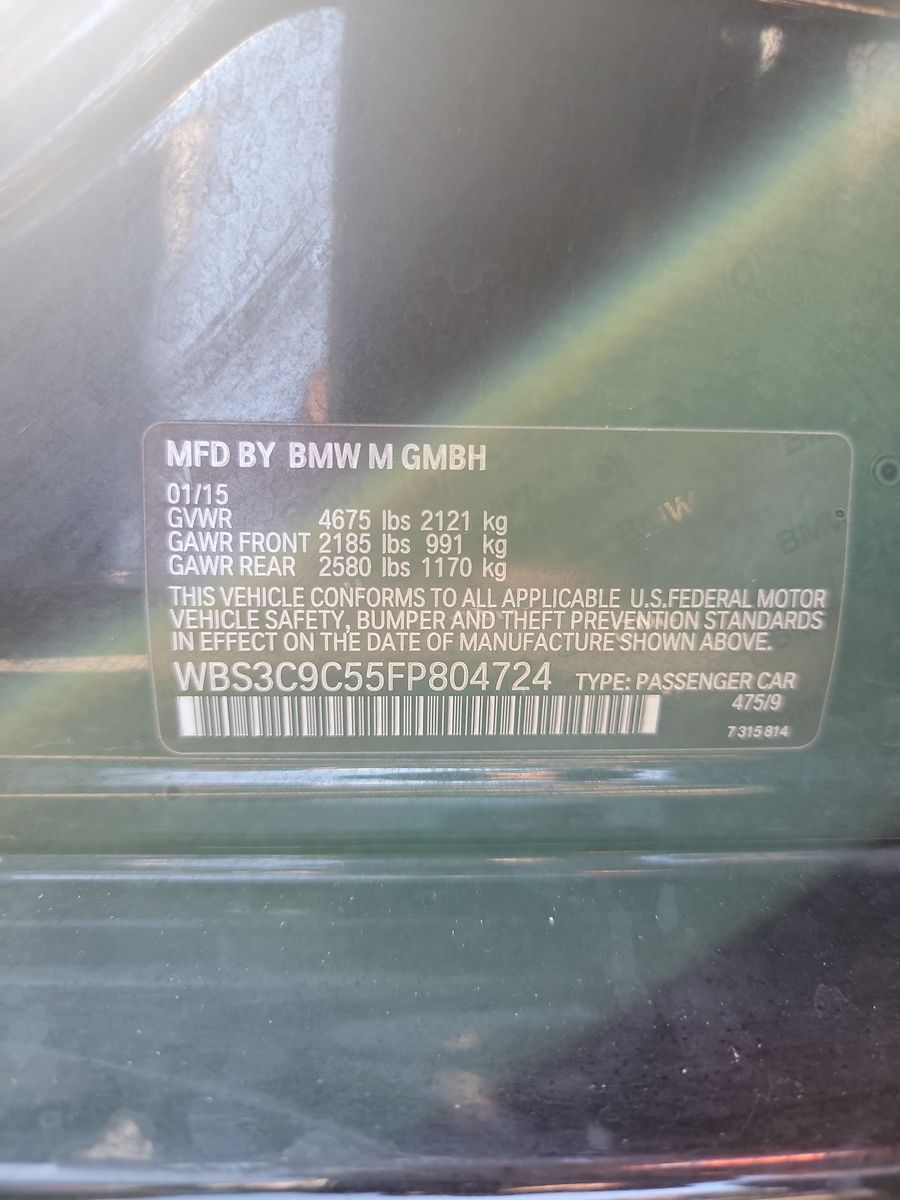 MFD BY BMW M GMBH
01/15
GVWR 4675 lbs 2121 kg
GAWR FRONT 2185 lbs 991 kg
GAWR REAR 2580 lbs 1170 kg
THIS VEHICLE CONFORMS TO ALL APPLICABLE U.S.FEDERAL MOTOR
VEHICLE SAFETY, BUMPER AND THEFT PREVENTION STANDARDS
IN EFFECT ON THE DATE OF MANUFACTURE SHOWN ABOVE.
WBS3C9C55FP804724 TYPE: PASSENGER CAR
475/9
7 315 814
BMW
BMW